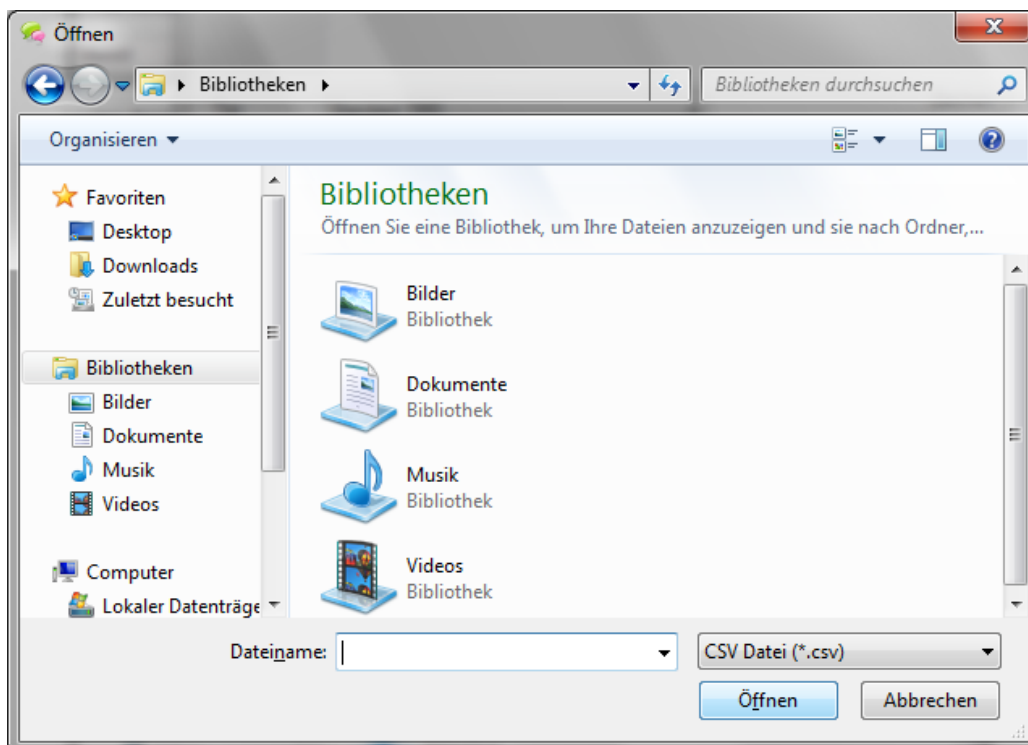 Öffnen
Bibliotheken
Bibliotheken durchsuchen
Organisieren
Favoriten
Desktop
Downloads
Zuletzt besucht
Bibliotheken
Bilder
Dokumente
Musik
Videos
Computer
Lokaler Datenträge
Bibliotheken
Öffnen Sie eine Bibliothek, um Ihre Dateien anzuzeigen und sie nach Ordner,...
Bilder
Bibliothek
Dokumente
Bibliothek
Musik
Bibliothek
Videos
Bibliothek
Dateiname:
CSV Datei (*.csv)
Öffnen
Abbrechen